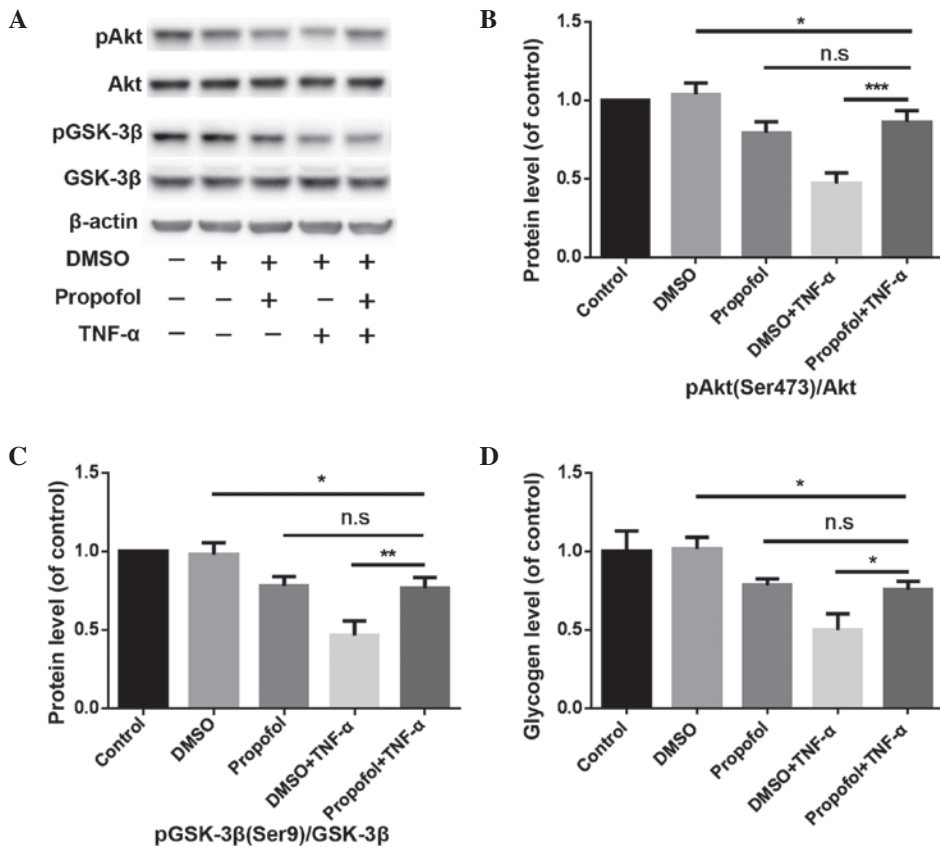 A
pAkt
Akt
pGSK-3β
GSK-3β
β-actin
DMSO − + + + +
Propofol − − + − +
TNF-α − − − + +
B
Protein level (of control)
1.5
1.0
0.5
0.0
*
n.s
***
Control
DMSO
Propofol
DMSO+TNF-α
Propofol+TNF-α
pAkt(Ser473)/Akt
C
Protein level (of control)
1.5
1.0
0.5
0.0
*
n.s
**
Control
DMSO
Propofol
DMSO+TNF-α
Propofol+TNF-α
pGSK-3β(Ser9)/GSK-3β
D
Glycogen level (of control)
1.5
1.0
0.5
0.0
*
n.s
*
Control
DMSO
Propofol
DMSO+TNF-α
Propofol+TNF-α